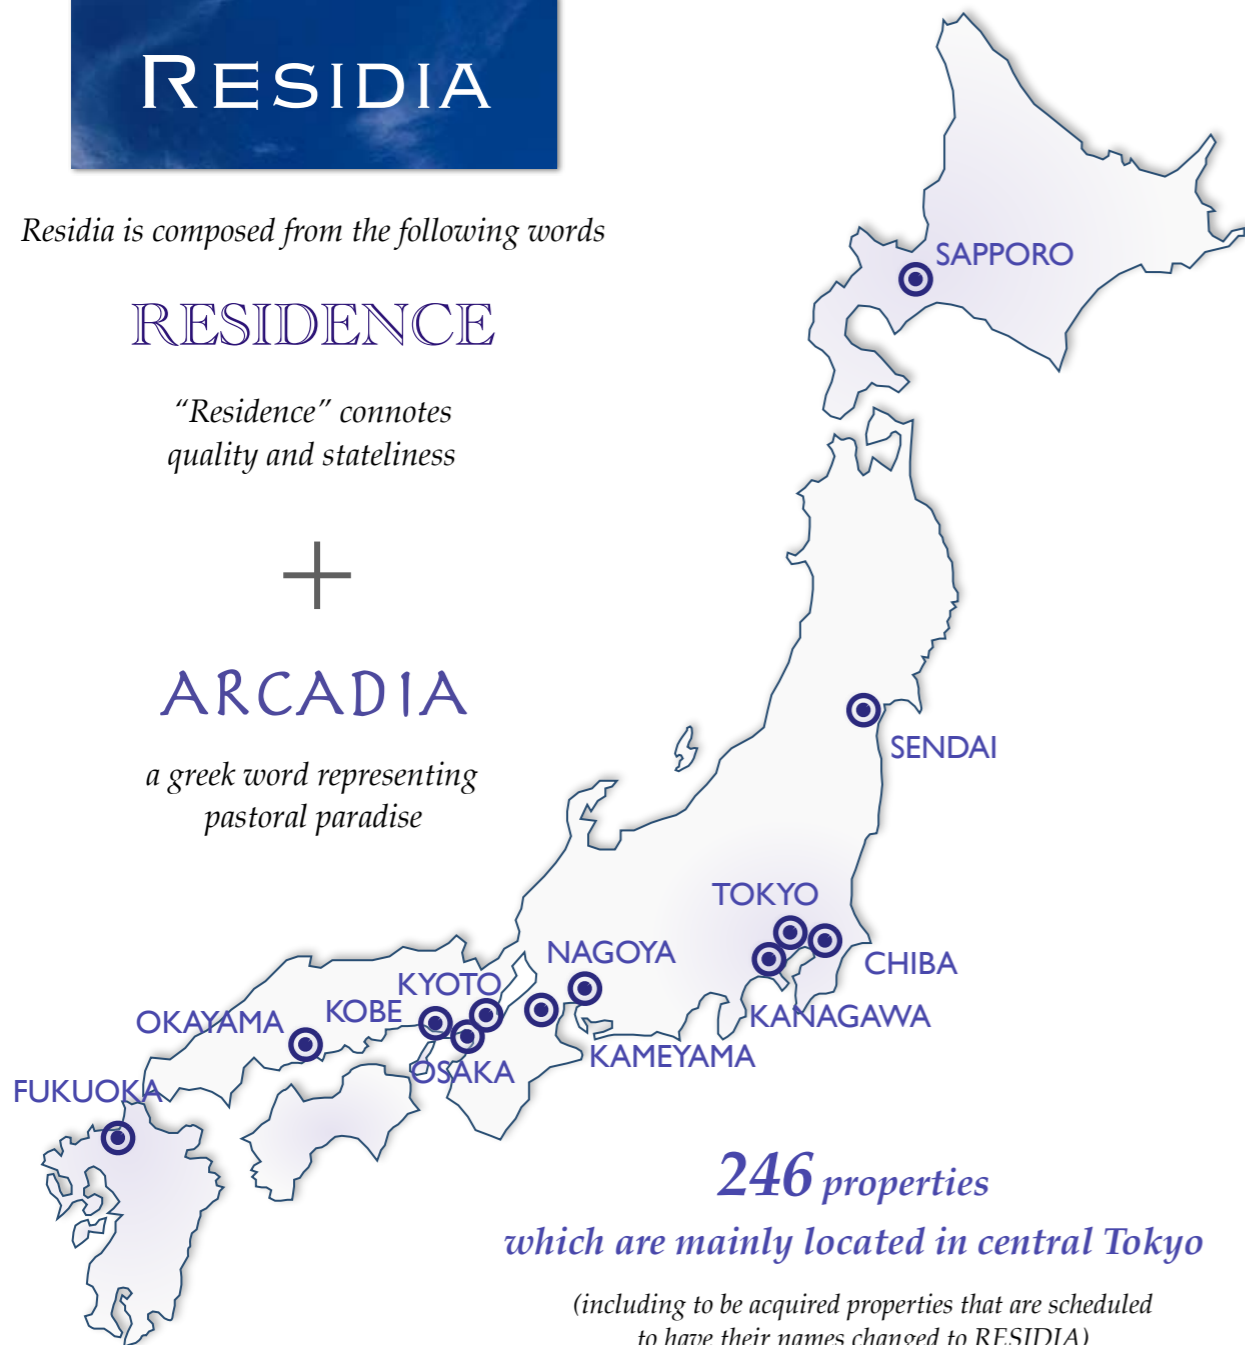 RESIDIA
Residia is composed from the following words
RESIDENCE
“Residence” connotes
quality and stateliness
+
ARCADIA
a greek word representing
pastoral paradise
SAPPORO
SENDAI
TOKYO
CHIBA
KANAGAWA
NAGOYA
KAMEYAMA
KYOTO
KOBE
OSAKA
OKAYAMA
FUKUOKA
246 properties
which are mainly located in central Tokyo
(including to be acquired properties that are scheduled
to have their names changed to RESIDIA)